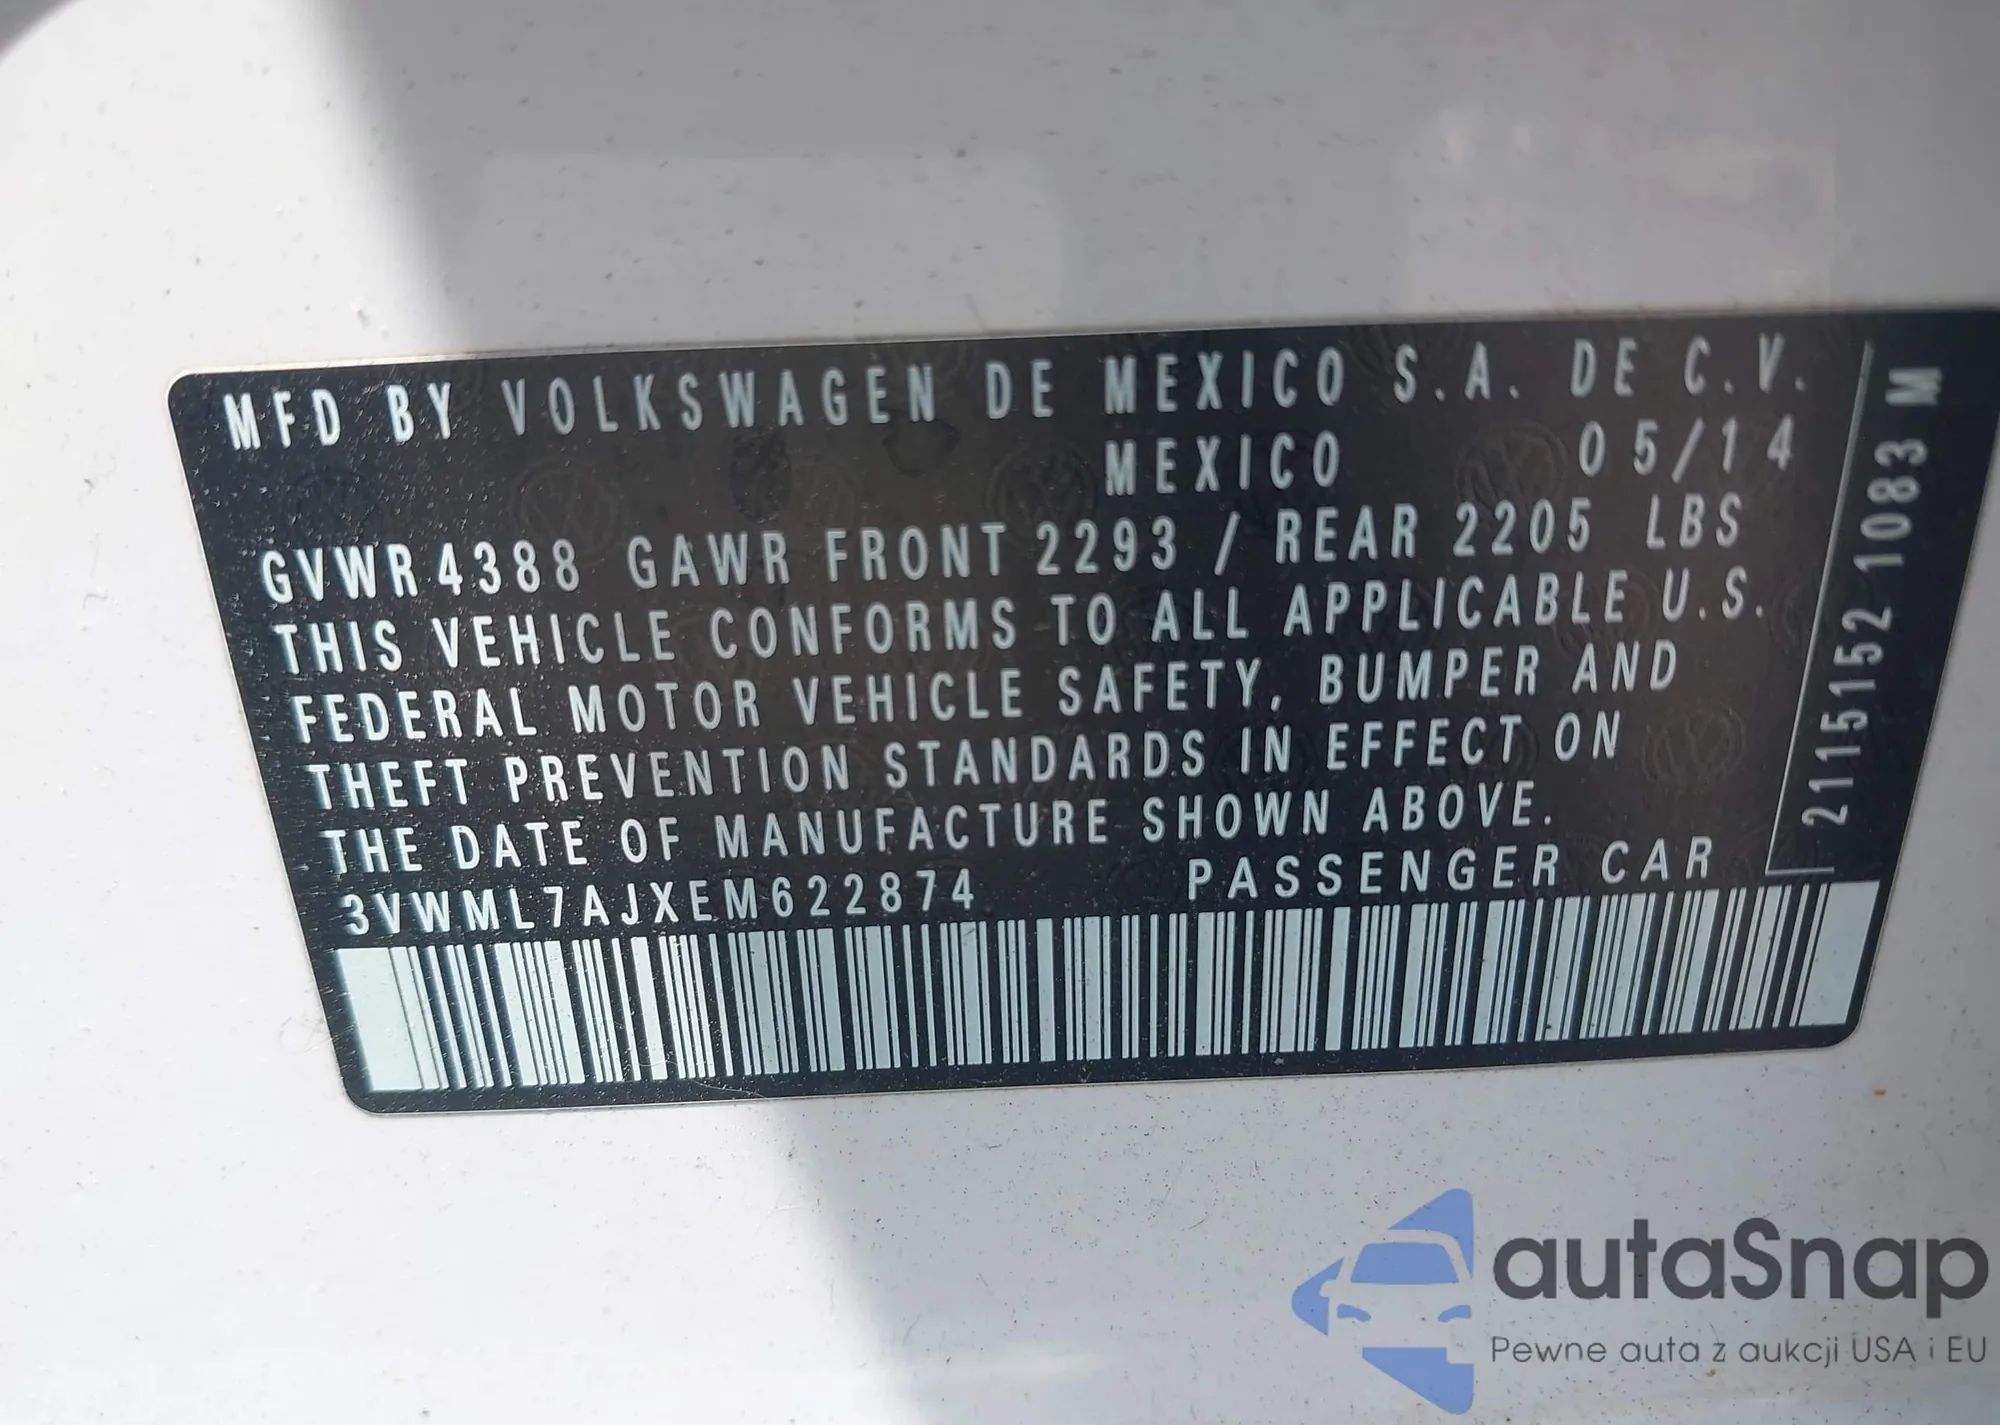 MFD BY VOLKSWAGEN DE MEXICO S.A. DE C.V.
MEXICO 05/14
GVWR 4388 GAWR FRONT 2293 / REAR 2205 LBS
THIS VEHICLE CONFORMS TO ALL APPLICABLE U.S.
FEDERAL MOTOR VEHICLE SAFETY, BUMPER AND
THEFT PREVENTION STANDARDS IN EFFECT ON
THE DATE OF MANUFACTURE SHOWN ABOVE.
3VWML7AJXEM622874 PASSENGER CAR
2115152 1083 M
autaSnap
Pewne auta z aukcji USA i EU